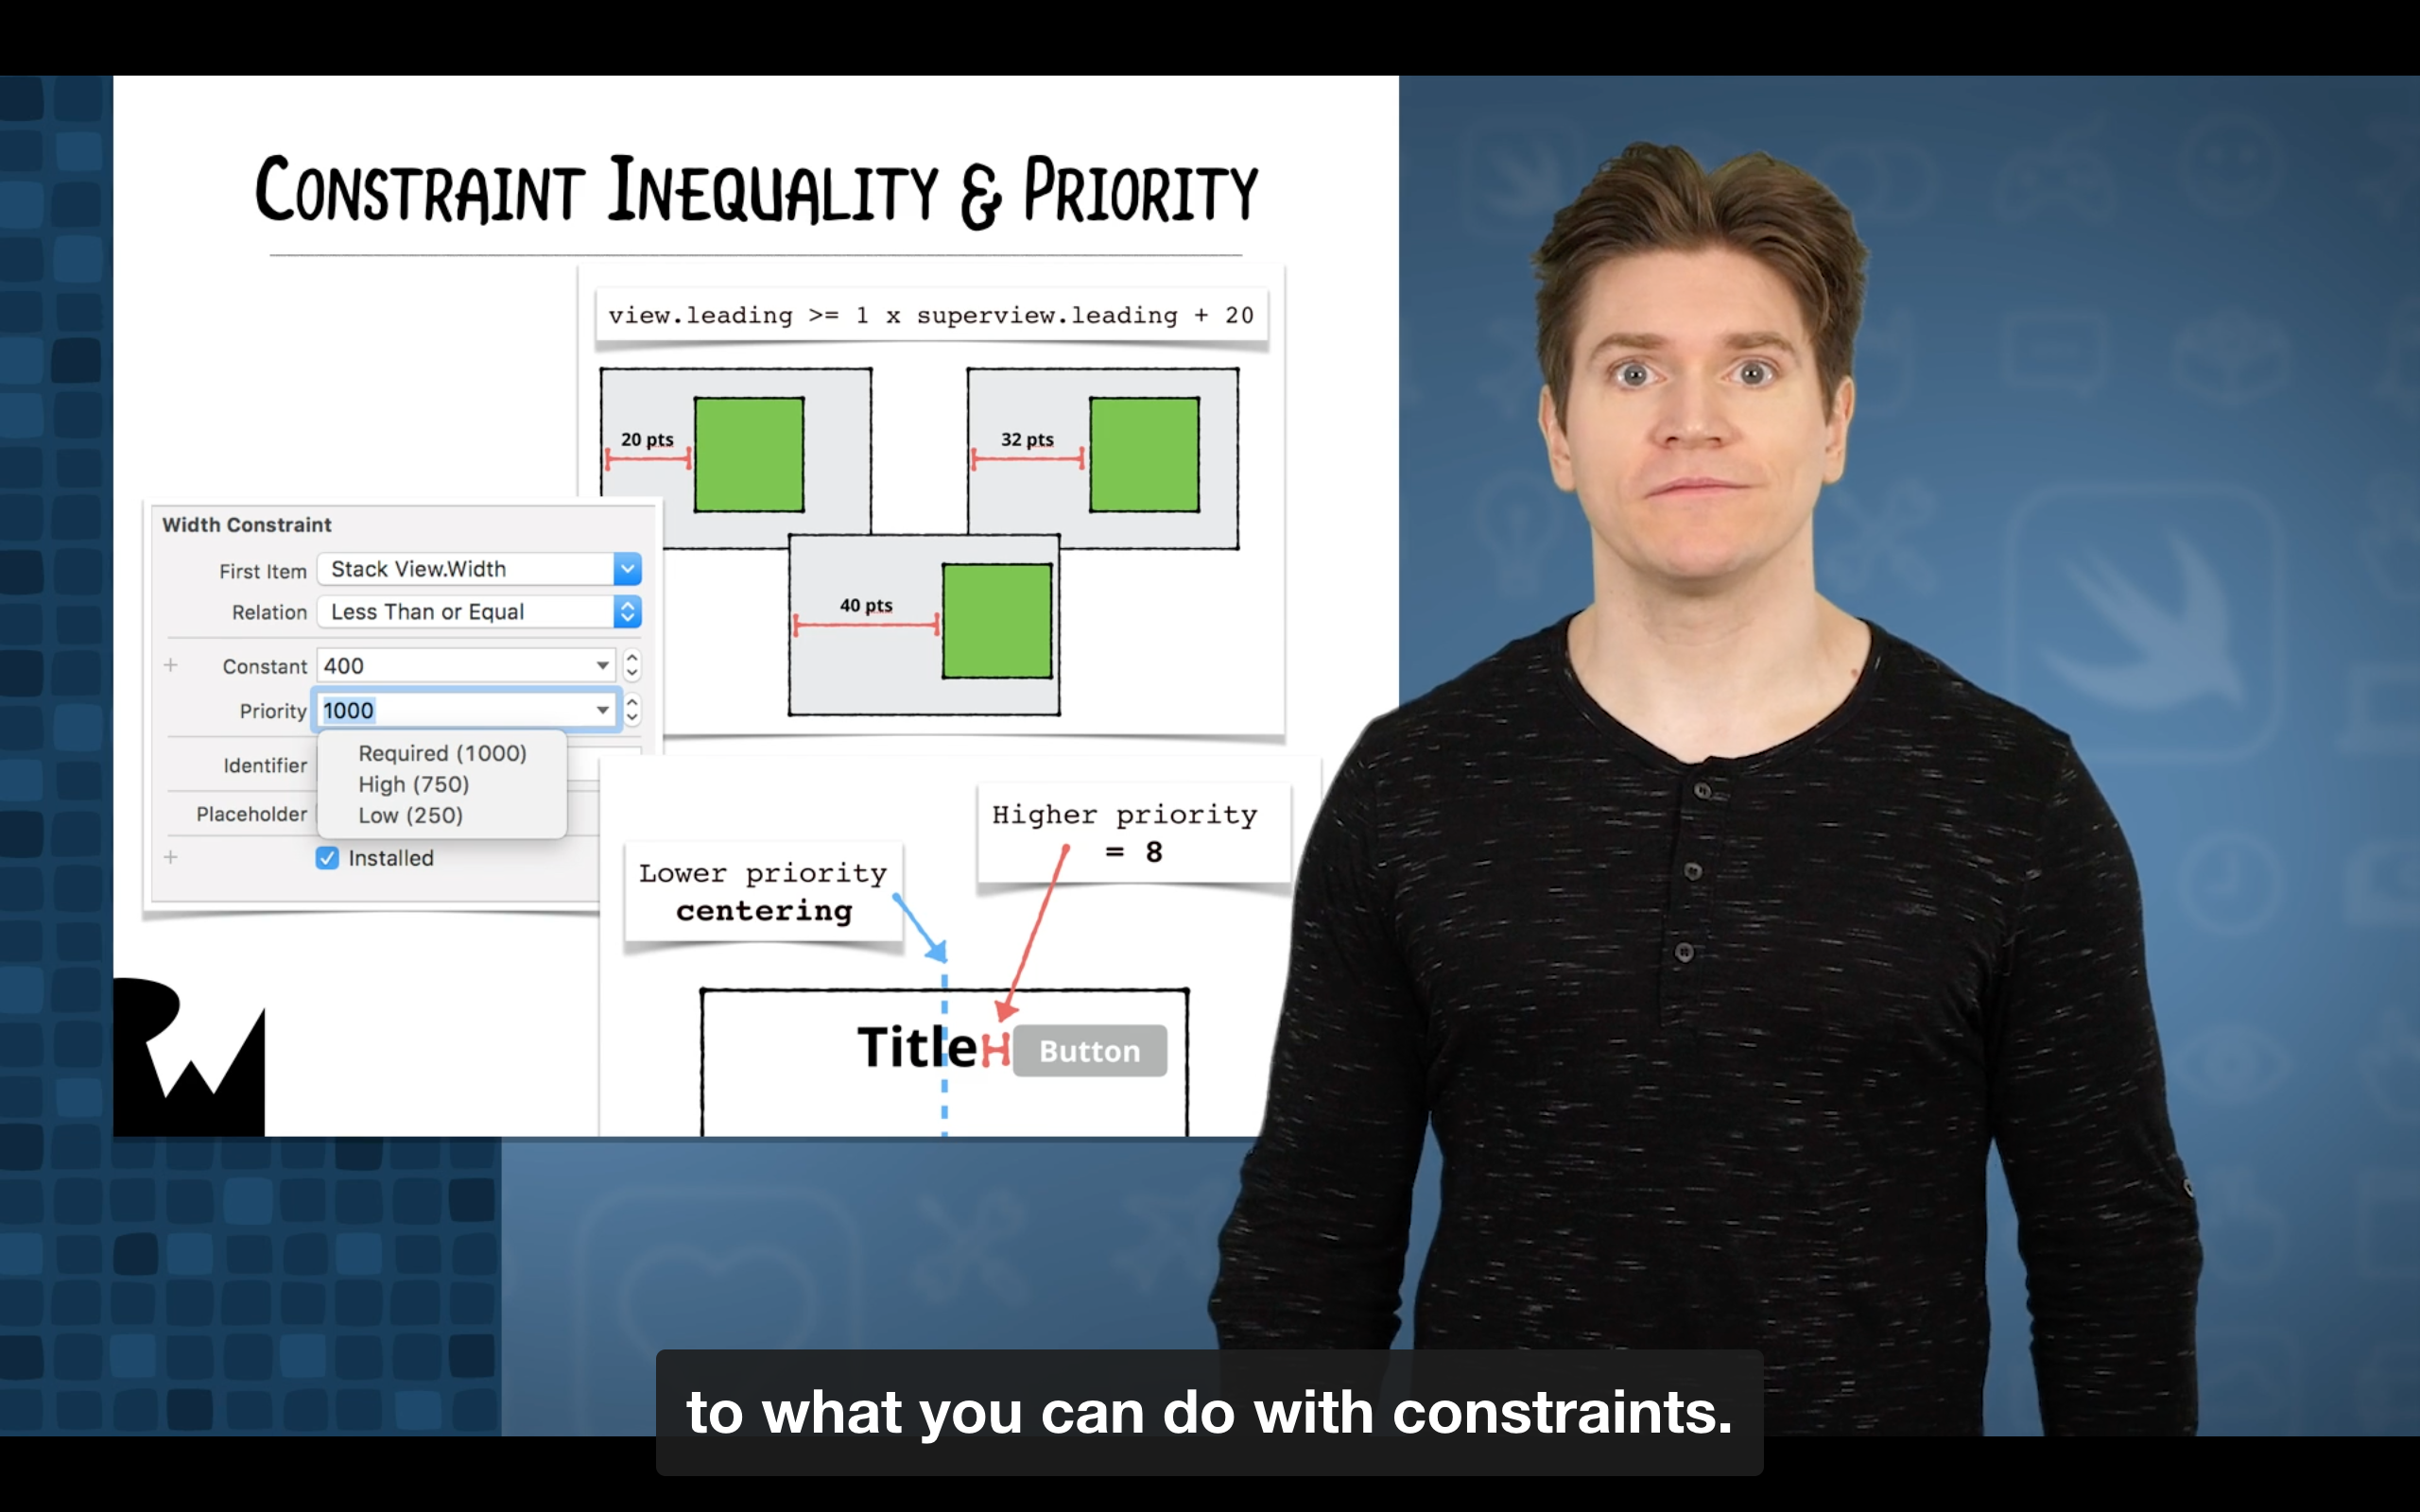 CONSTRAINT INEQUALITY & PRIORITY
view.leading >= 1 x superview.leading + 20
20 pts
32 pts
40 pts
Width Constraint
First Item Stack View.Width
Relation Less Than or Equal
+ Constant 400
Priority 1000
Required (1000)
High (750)
Low (250)
Identifier
Placeholder
+ Installed
Higher priority
= 8
Lower priority
centering
Title
Button
RW
to what you can do with constraints.